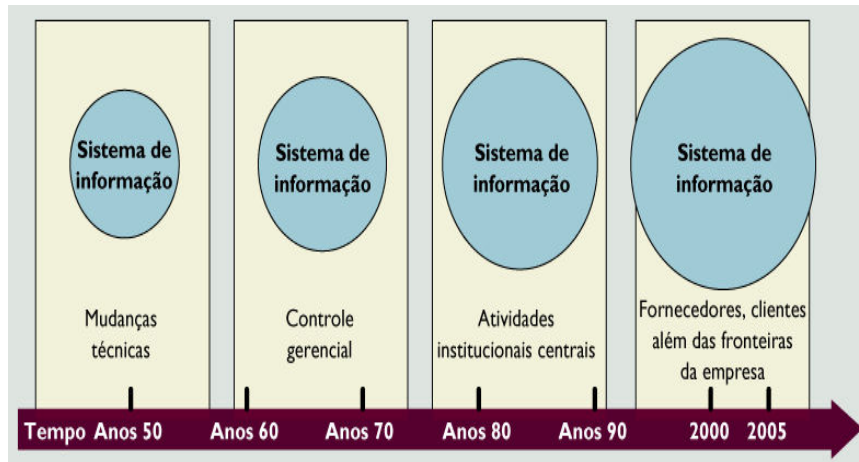 Sistema de
informação
Mudanças
técnicas
Sistema de
informação
Controle
gerencial
Sistema de
informação
Atividades
institucionais centrais
Sistema de
informação
Fornecedores, clientes
além das fronteiras
da empresa
Tempo Anos 50 Anos 60 Anos 70 Anos 80 Anos 90 2000 2005